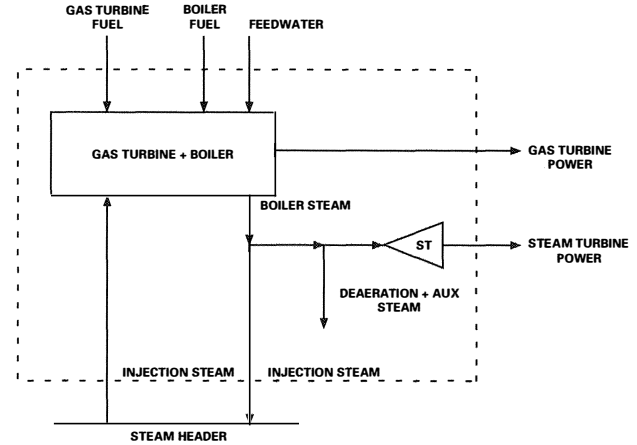 GAS TURBINE
FUEL
BOILER
FUEL
FEEDWATER
GAS TURBINE + BOILER
GAS TURBINE
POWER
BOILER STEAM
ST
STEAM TURBINE
POWER
DEAERATION + AUX
STEAM
INJECTION STEAM
INJECTION STEAM
STEAM HEADER